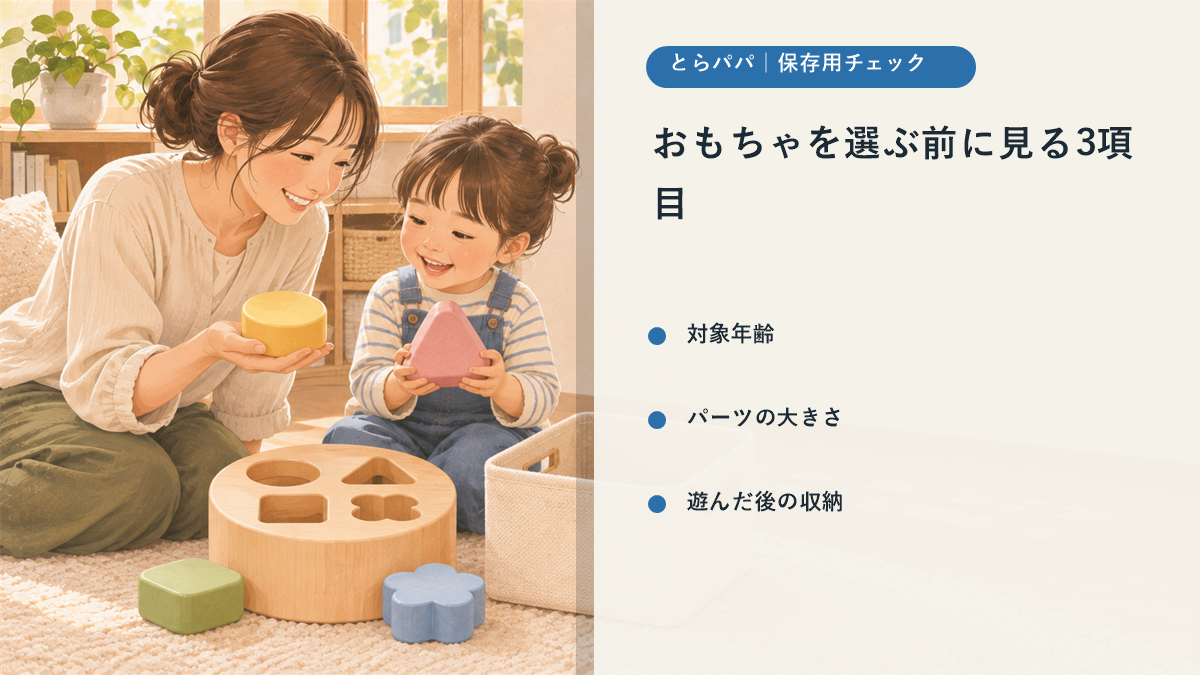 とらパパ｜保存用チェック
おもちゃを選ぶ前に見る3項
目
対象年齢
パーツの大きさ
遊んだ後の収納